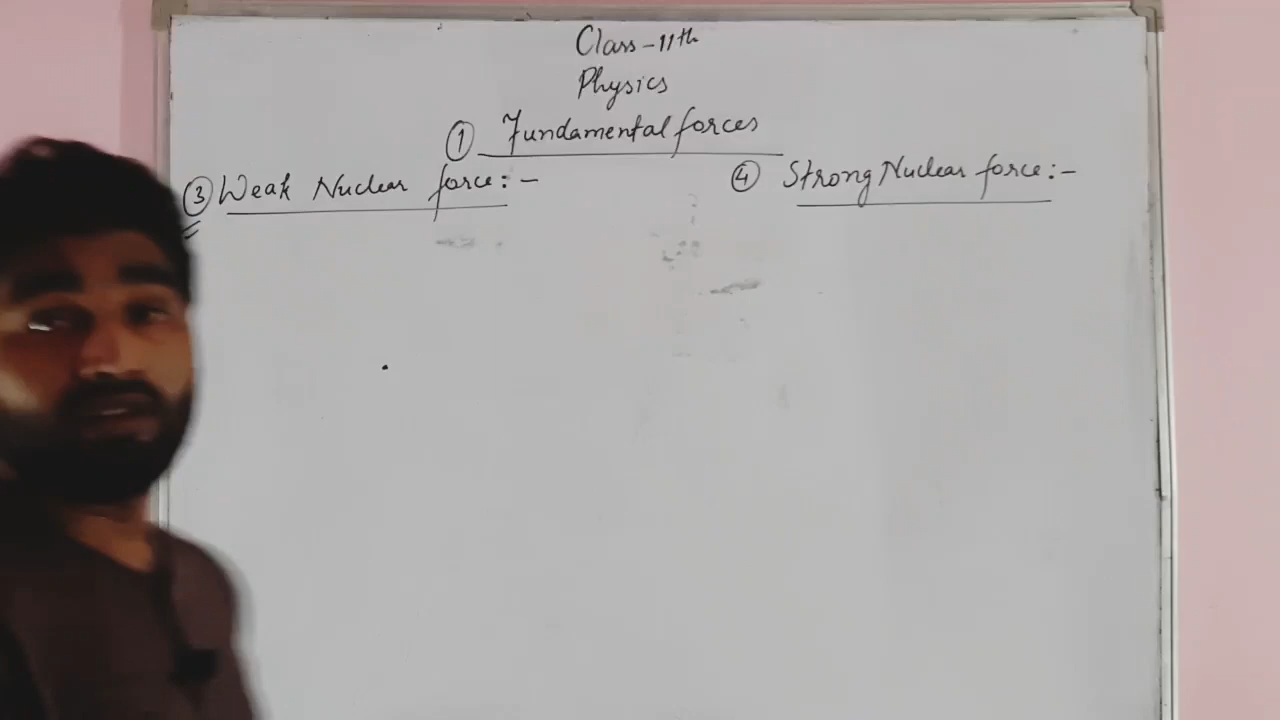 Class-11th
Physics
① Fundamental forces
③ Weak Nuclear force:-
④ Strong Nuclear force:-